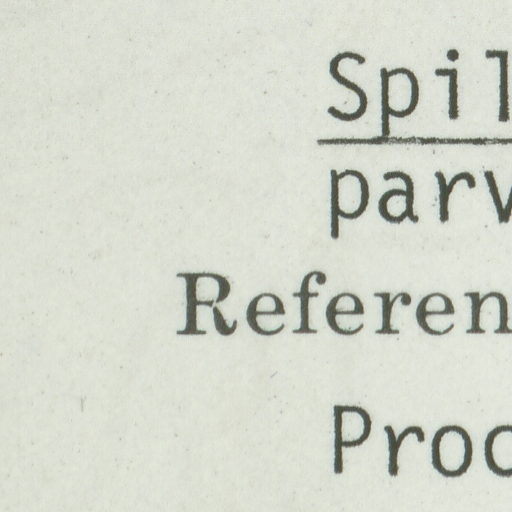 Spil
parv
Referen
Proc